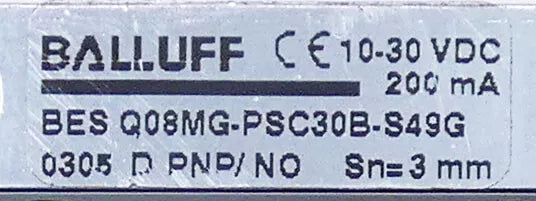 BALLUFF CE 10-30 VDC
200 mA
BES Q08MG-PSC30B-S49G
0305 D PNP/NO Sn=3 mm